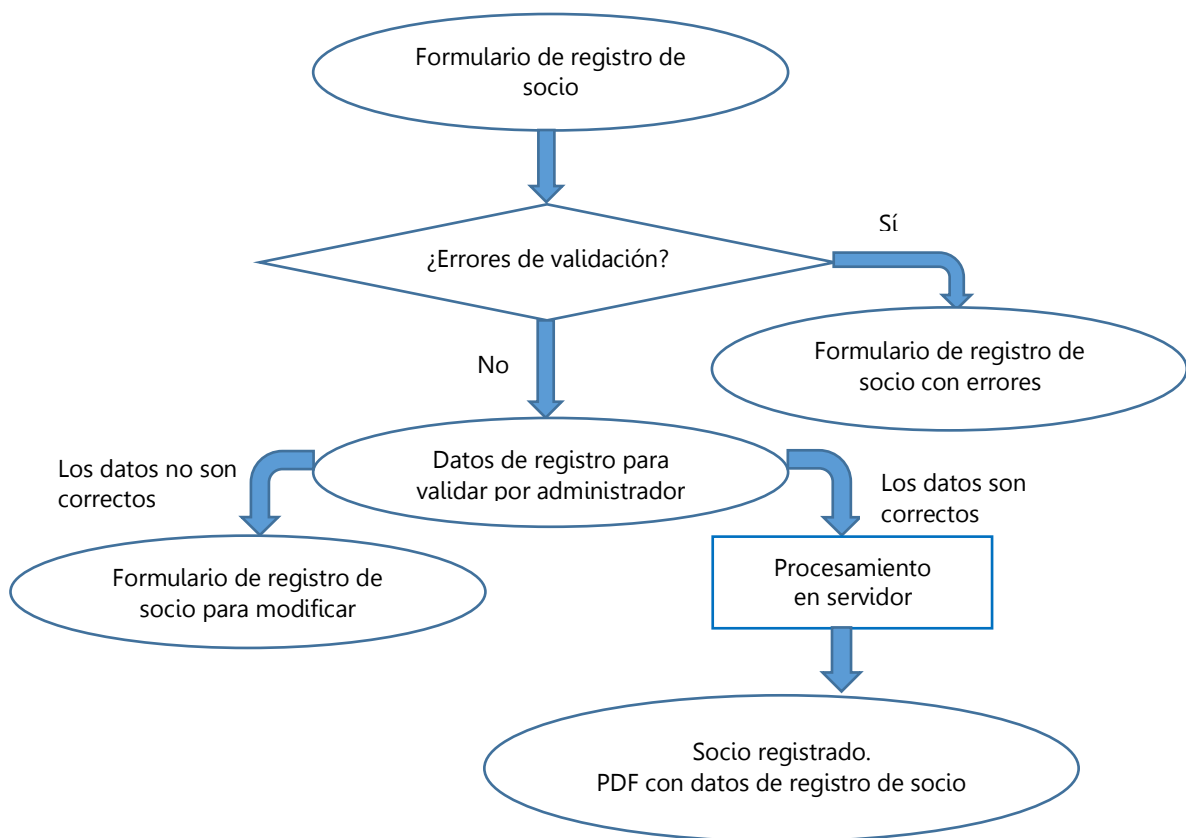 Formulario de registro de
socio
¿Errores de validación?
Sí
Formulario de registro de
socio con errores
No
Datos de registro para
validar por administrador
Los datos no son
correctos
Los datos son
correctos
Formulario de registro de
socio para modificar
Procesamiento
en servidor
Socio registrado.
PDF con datos de registro de socio